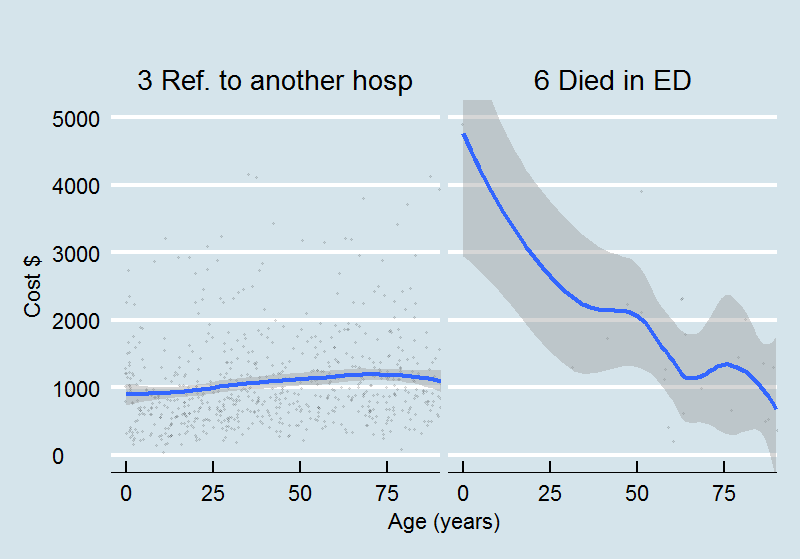 3 Ref. to another hosp
6 Died in ED
5000
4000
3000
2000
1000
0
Cost $
0 25 50 75
0 25 50 75
Age (years)